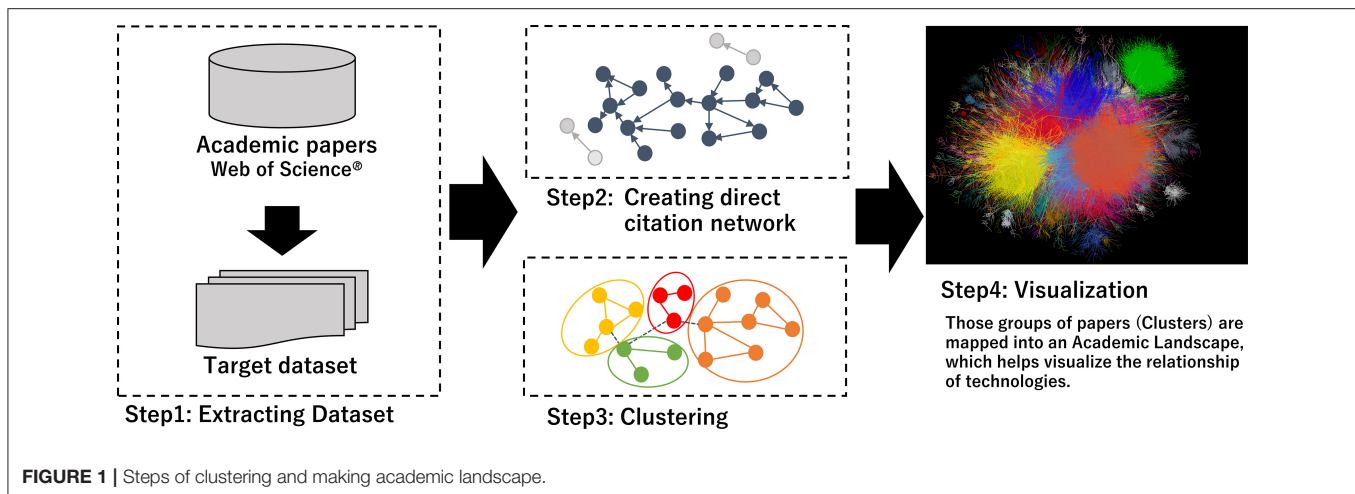 Academic papers
Web of Science®
Target dataset
Step1: Extracting Dataset
Step2: Creating direct
citation network
Step3: Clustering
Step4: Visualization
Those groups of papers (Clusters) are
mapped into an Academic Landscape,
which helps visualize the relationship
of technologies.
FIGURE 1 | Steps of clustering and making academic landscape.